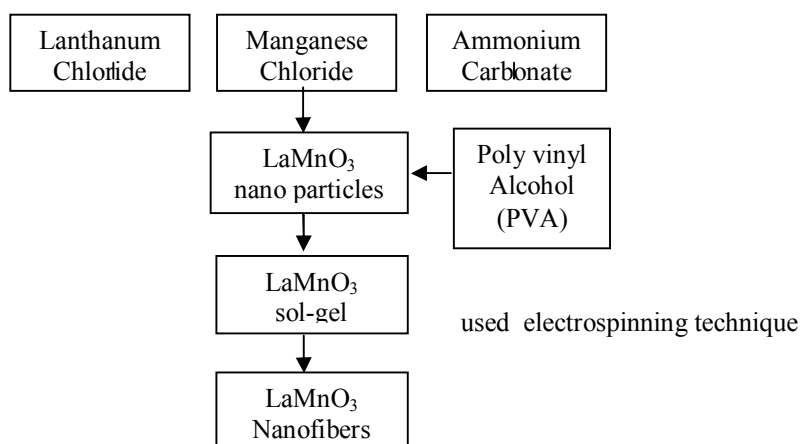 Lanthanum
Chloride
Manganese
Chloride
Ammonium
Carbonate
LaMnO₃
nano particles
Poly vinyl
Alcohol
(PVA)
LaMnO₃
sol-gel
used electrospinning technique
LaMnO₃
Nanofibers